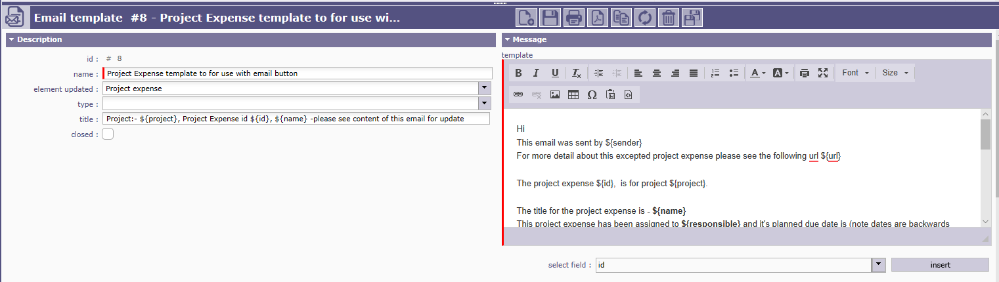 Email template #8 - Project Expense template to for use wi...
Description
id : # 8
name : Project Expense template to for use with email button
element updated : Project expense
type :
title : Project:- ${project}, Project Expense id ${id}, ${name} -please see content of this email for update
closed :
Message
template
B I U Tx A A Font Size
Ω
Hi
This email was sent by ${sender}
For more detail about this excepted project expense please see the following url ${url}
The project expense ${id},  is for project ${project}.
The title for the project expense is - ${name}
This project expense has been assigned to ${responsible} and it's planned due date is (note dates are backwards
select field : id
insert